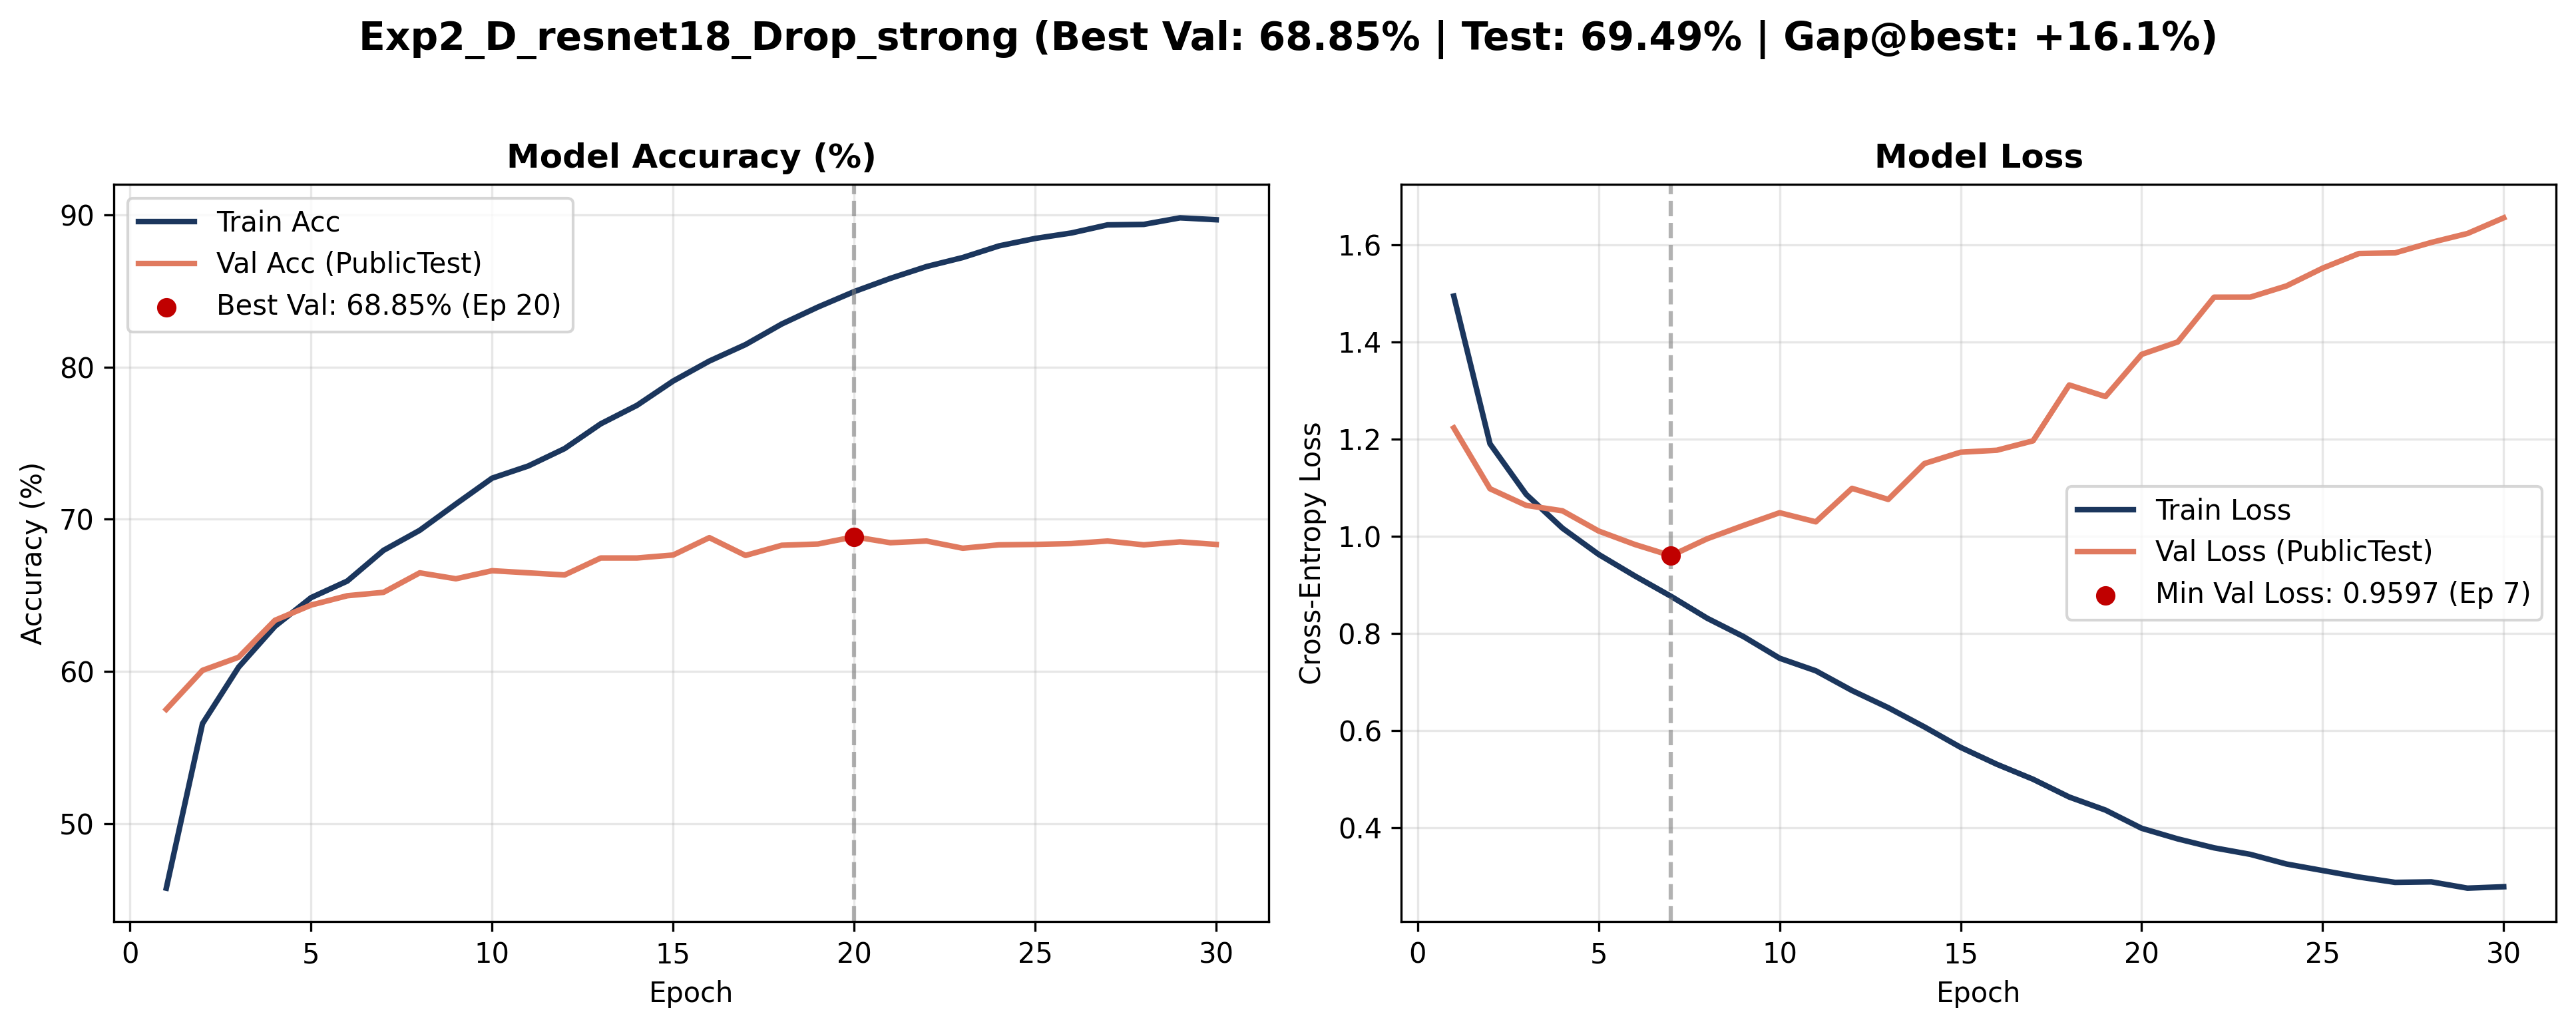 Exp2_D_resnet18_Drop_strong (Best Val: 68.85% | Test: 69.49% | Gap@best: +16.1%)
Model Accuracy (%)
Train Acc
Val Acc (PublicTest)
Best Val: 68.85% (Ep 20)
90
80
70
60
50
Accuracy (%)
0 5 10 15 20 25 30
Epoch
Model Loss
Train Loss
Val Loss (PublicTest)
Min Val Loss: 0.9597 (Ep 7)
1.6
1.4
1.2
1.0
0.8
0.6
0.4
Cross-Entropy Loss
0 5 10 15 20 25 30
Epoch